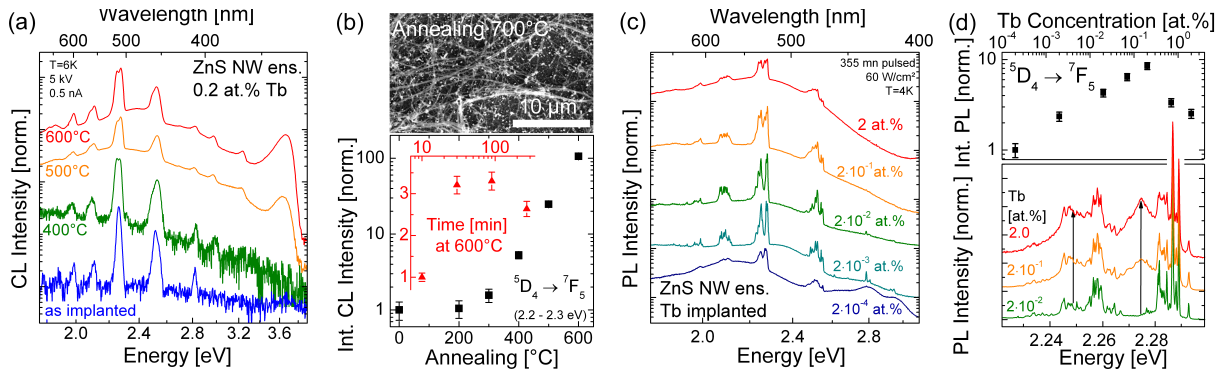 (a)
Wavelength [nm]
600 500 400
T=6K
5 kV
0.5 nA
ZnS NW ens.
0.2 at.% Tb
600°C
500°C
400°C
as implanted
CL Intensity [norm.]
2.1 2.4 2.7 3.0 3.2 3.6
Energy [eV]
(b)
Annealing 700°C
10 µm
10 100
100
10
1
3
2
1
Time [min]
at 600°C
⁵D₄ → ⁷F₅
(2.2 - 2.3 eV)
Int. CL Intensity [norm.]
0 200 400 600
Annealing [°C]
(c)
Wavelength [nm]
600 500 400
355 mn pulsed
60 W/cm²
T=4K
2 at.%
2·10⁻¹ at.%
2·10⁻² at.%
2·10⁻³ at.%
2·10⁻⁴ at.%
ZnS NW ens.
Tb implanted
PL Intensity [norm.]
2.0 2.4 2.8
Energy [eV]
(d)
Tb Concentration [at.%]
10⁻⁴ 10⁻³ 10⁻² 10⁻¹ 10⁰
⁵D₄ → ⁷F₅
10
1
Int. PL [norm.]
Tb
[at.%]
2.0
2·10⁻¹
2·10⁻²
PL Intensity [norm.]
2.24 2.26 2.28
Energy [eV]